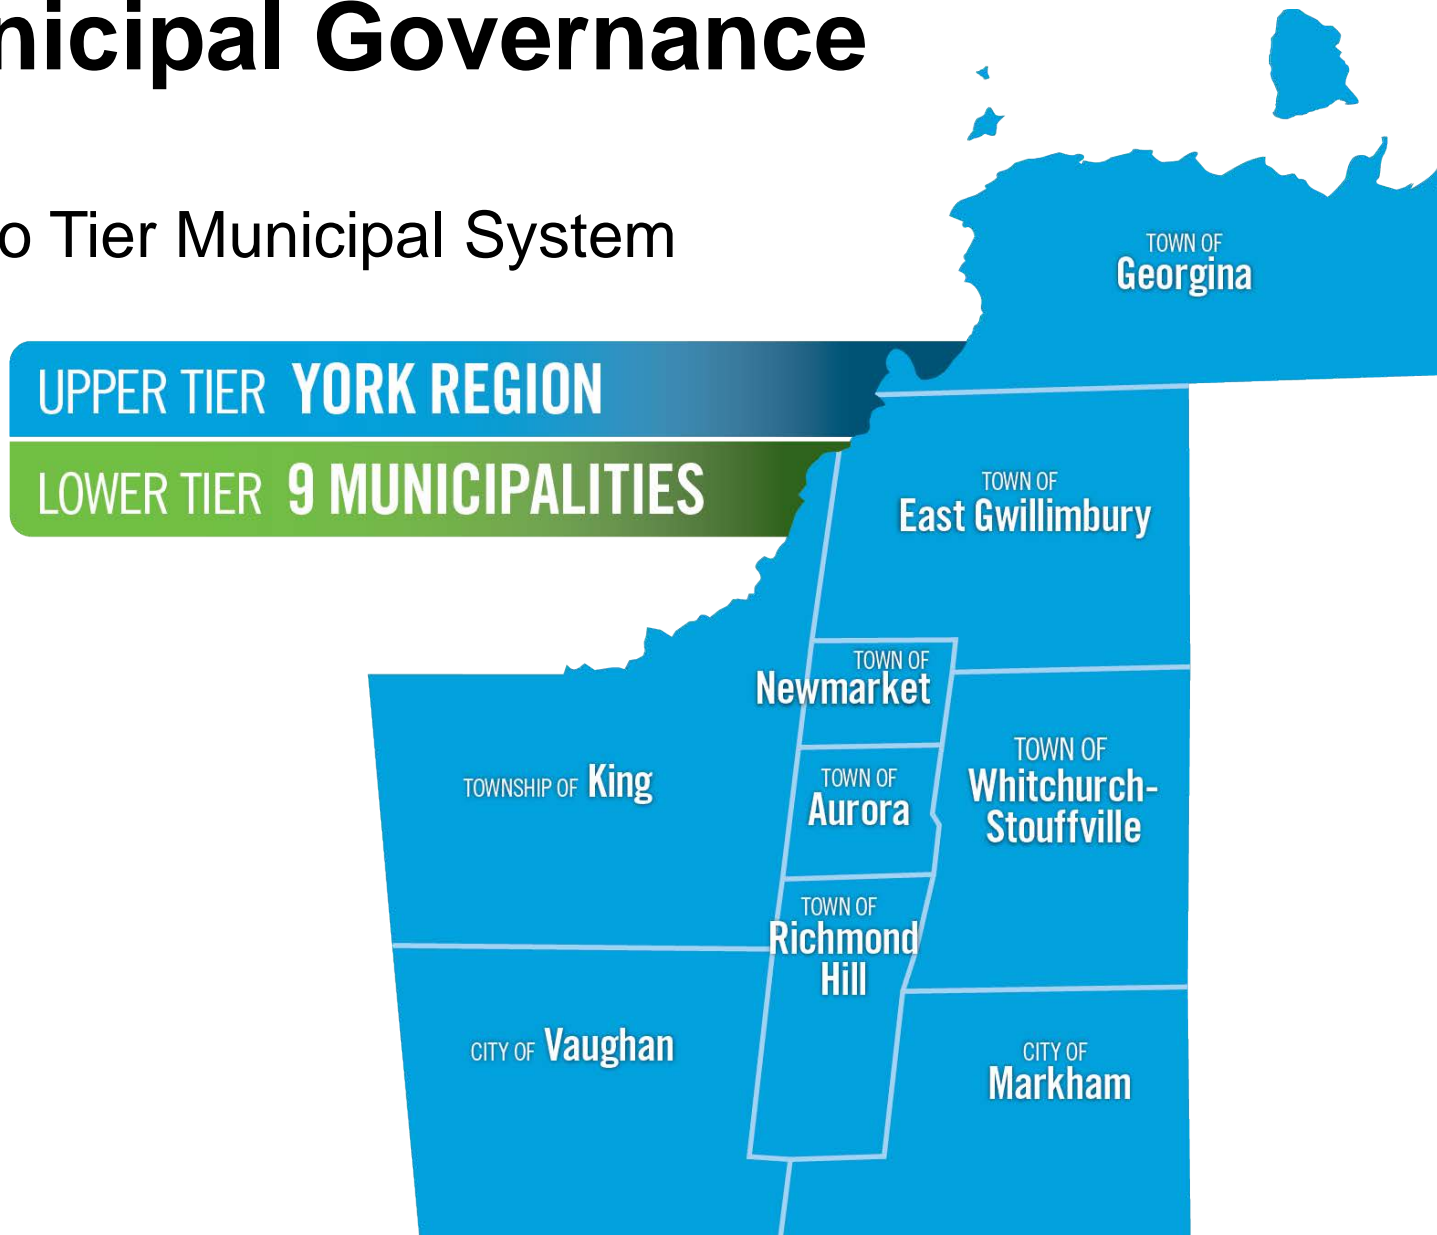 nicipal Governance
o Tier Municipal System
UPPER TIER YORK REGION
LOWER TIER 9 MUNICIPALITIES
TOWN OF
Georgina
TOWN OF
East Gwillimbury
TOWN OF
Newmarket
TOWNSHIP OF King
TOWN OF
Aurora
TOWN OF
Whitchurch-
Stouffville
TOWN OF
Richmond
Hill
CITY OF Vaughan
CITY OF
Markham